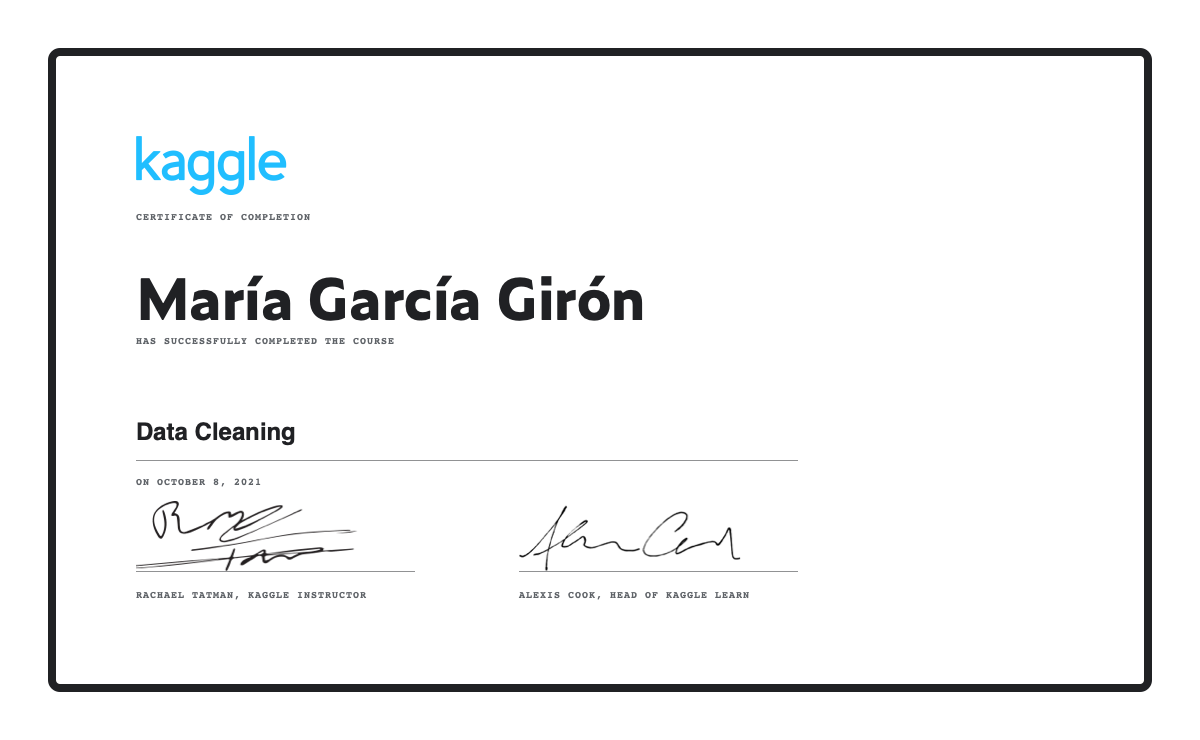 kaggle
CERTIFICATE OF COMPLETION
María García Girón
HAS SUCCESSFULLY COMPLETED THE COURSE
Data Cleaning
ON OCTOBER 8, 2021
RACHAEL TATMAN, KAGGLE INSTRUCTOR
ALEXIS COOK, HEAD OF KAGGLE LEARN